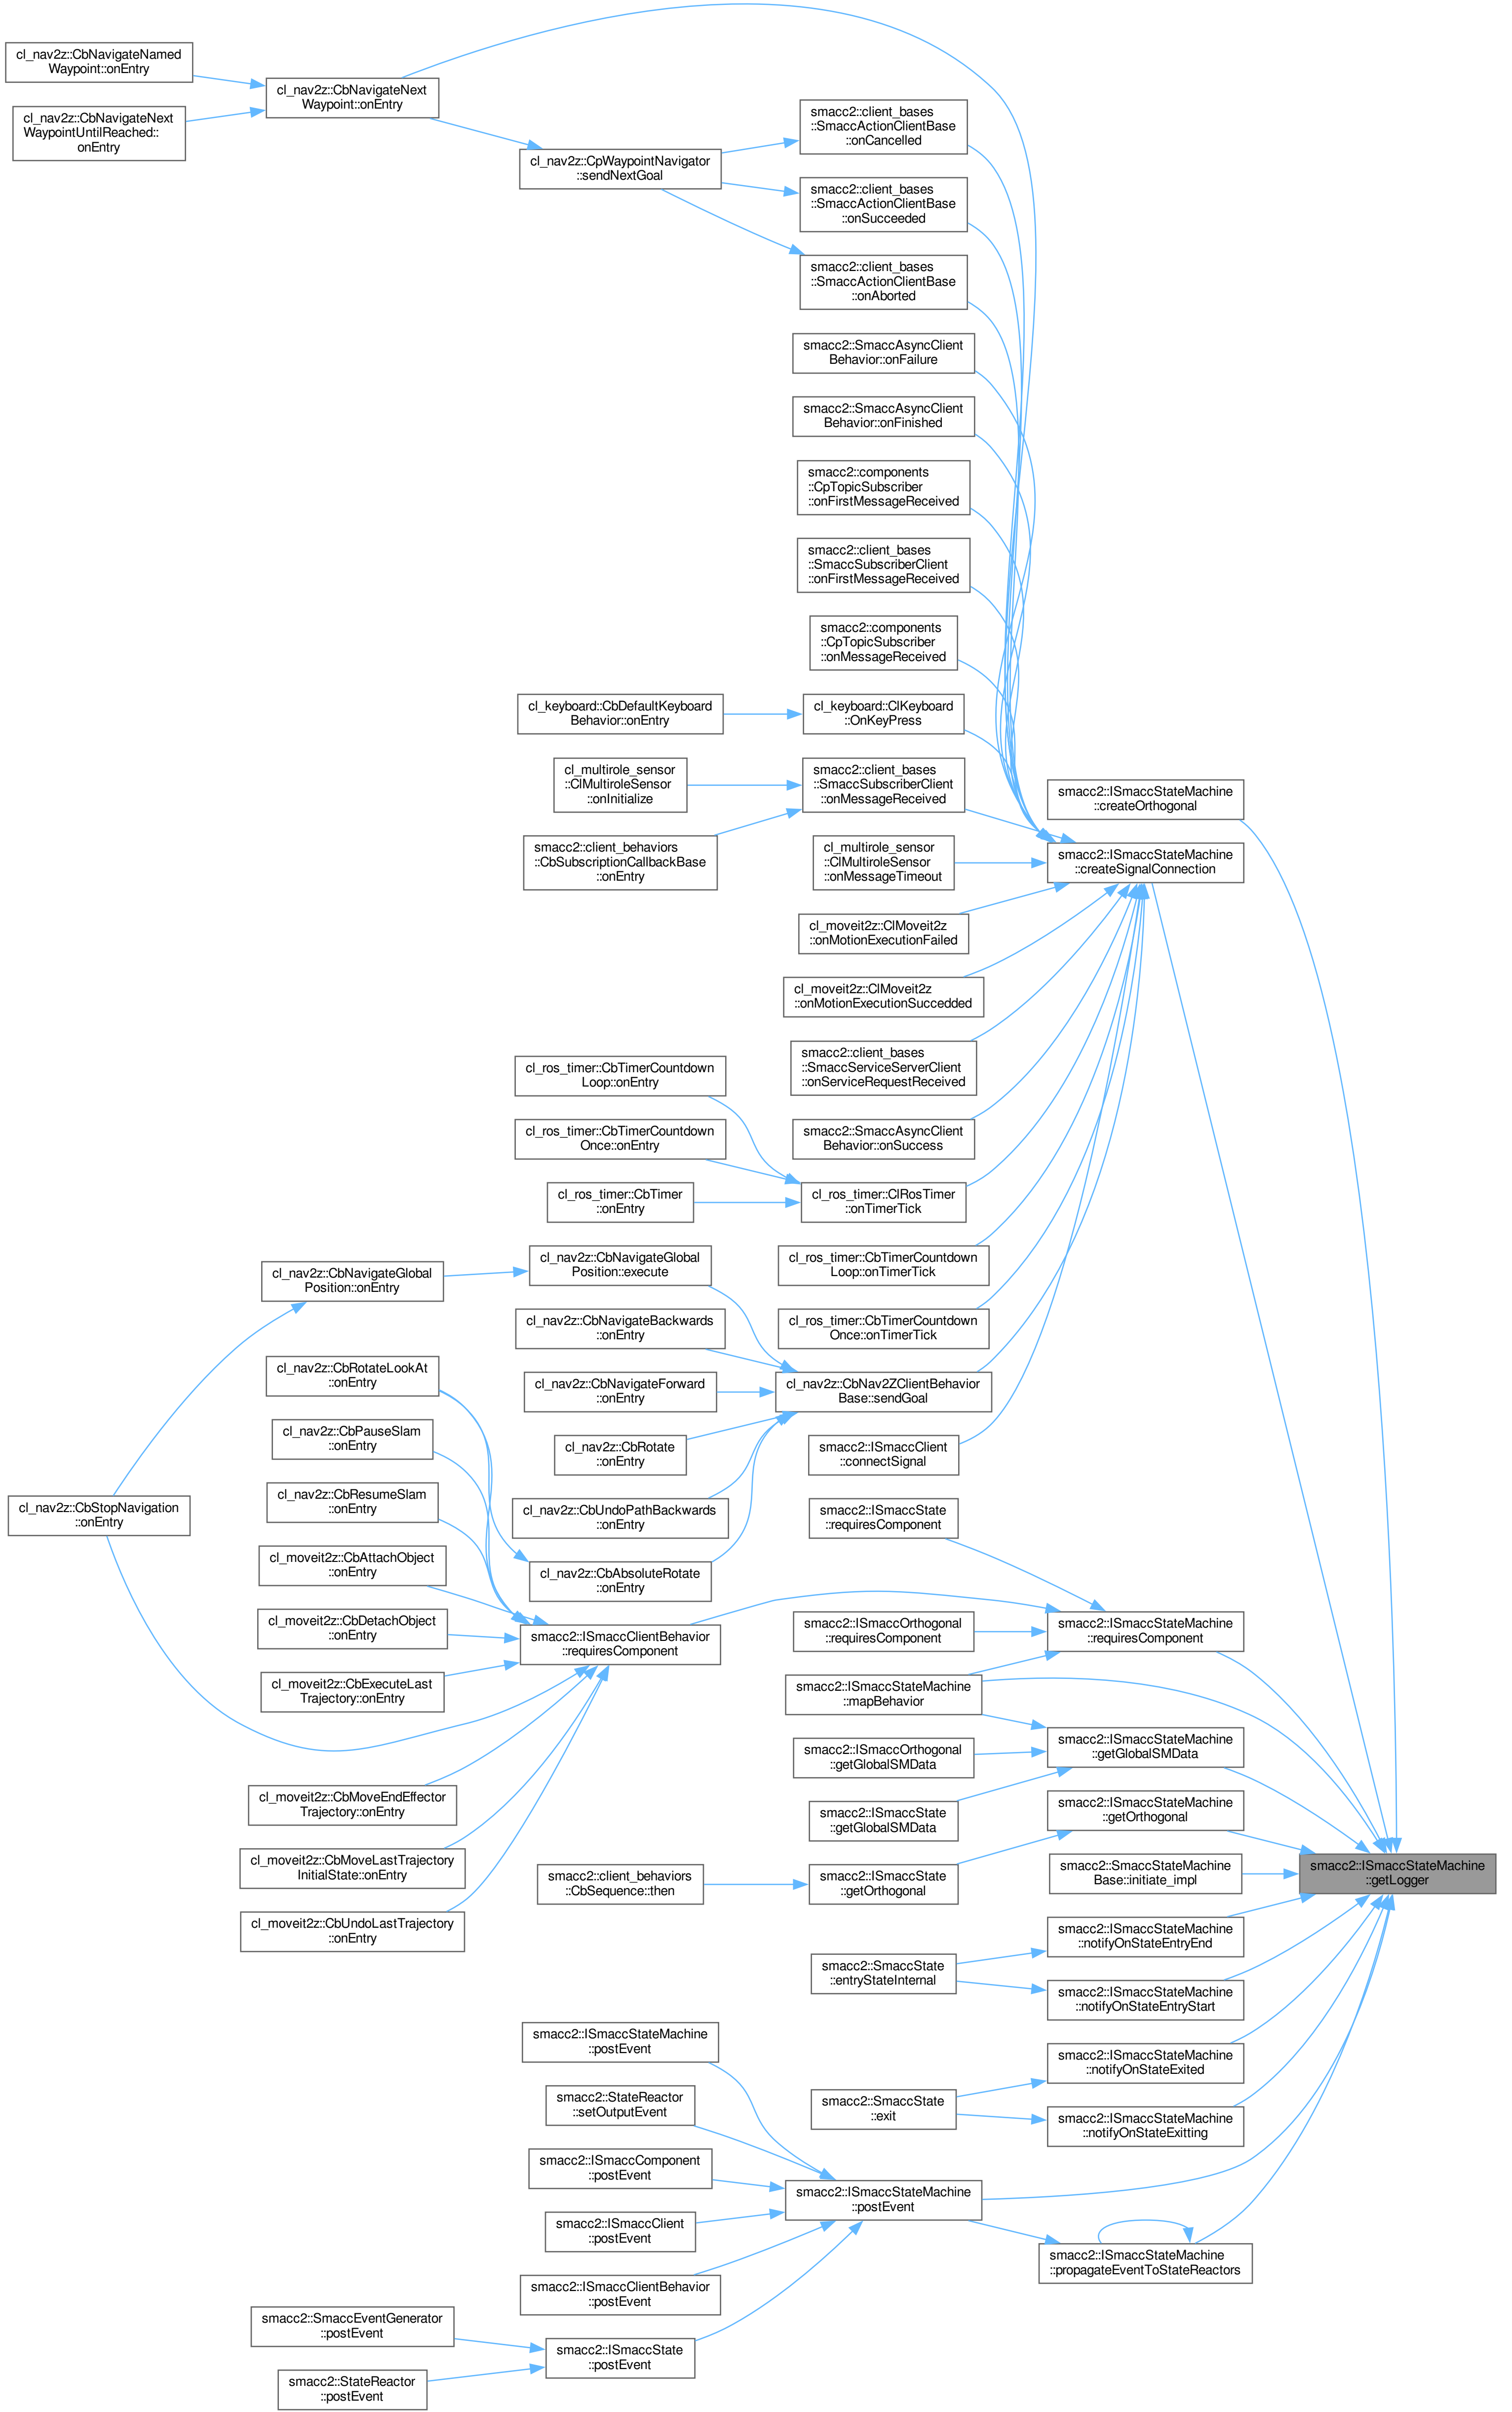 cl_nav2z::CbNavigateNamed
Waypoint::onEntry
cl_nav2z::CbNavigateNext
WaypointUntilReached::
onEntry
cl_nav2z::CbNavigateNext
Waypoint::onEntry
cl_nav2z::CpWaypointNavigator
::sendNextGoal
smacc2::client_bases
::SmaccActionClientBase
::onCancelled
smacc2::client_bases
::SmaccActionClientBase
::onSucceeded
smacc2::client_bases
::SmaccActionClientBase
::onAborted
smacc2::SmaccAsyncClient
Behavior::onFailure
smacc2::SmaccAsyncClient
Behavior::onFinished
smacc2::components
::CpTopicSubscriber
::onFirstMessageReceived
smacc2::client_bases
::SmaccSubscriberClient
::onFirstMessageReceived
smacc2::components
::CpTopicSubscriber
::onMessageReceived
cl_keyboard::CbDefaultKeyboard
Behavior::onEntry
cl_keyboard::ClKeyboard
::OnKeyPress
cl_multirole_sensor
::ClMultiroleSensor
::onInitialize
smacc2::client_bases
::SmaccSubscriberClient
::onMessageReceived
smacc2::ISmaccStateMachine
::createOrthogonal
smacc2::client_behaviors
::CbSubscriptionCallbackBase
::onEntry
cl_multirole_sensor
::ClMultiroleSensor
::onMessageTimeout
smacc2::ISmaccStateMachine
::createSignalConnection
cl_moveit2z::ClMoveit2z
::onMotionExecutionFailed
cl_moveit2z::ClMoveit2z
::onMotionExecutionSuccedded
smacc2::client_bases
::SmaccServiceServerClient
::onServiceRequestReceived
cl_ros_timer::CbTimerCountdown
Loop::onEntry
cl_ros_timer::CbTimerCountdown
Once::onEntry
smacc2::SmaccAsyncClient
Behavior::onSuccess
cl_ros_timer::CbTimer
::onEntry
cl_ros_timer::ClRosTimer
::onTimerTick
cl_nav2z::CbNavigateGlobal
Position::onEntry
cl_nav2z::CbNavigateGlobal
Position::execute
cl_ros_timer::CbTimerCountdown
Loop::onTimerTick
cl_nav2z::CbNavigateBackwards
::onEntry
cl_ros_timer::CbTimerCountdown
Once::onTimerTick
cl_nav2z::CbRotateLookAt
::onEntry
cl_nav2z::CbNavigateForward
::onEntry
cl_nav2z::CbNav2ZClientBehavior
Base::sendGoal
cl_nav2z::CbPauseSlam
::onEntry
cl_nav2z::CbRotate
::onEntry
smacc2::ISmaccClient
::connectSignal
cl_nav2z::CbStopNavigation
::onEntry
cl_nav2z::CbResumeSlam
::onEntry
cl_nav2z::CbUndoPathBackwards
::onEntry
smacc2::ISmaccState
::requiresComponent
cl_moveit2z::CbAttachObject
::onEntry
cl_nav2z::CbAbsoluteRotate
::onEntry
cl_moveit2z::CbDetachObject
::onEntry
smacc2::ISmaccClientBehavior
::requiresComponent
smacc2::ISmaccOrthogonal
::requiresComponent
smacc2::ISmaccStateMachine
::requiresComponent
cl_moveit2z::CbExecuteLast
Trajectory::onEntry
smacc2::ISmaccStateMachine
::mapBehavior
smacc2::ISmaccOrthogonal
::getGlobalSMData
smacc2::ISmaccStateMachine
::getGlobalSMData
cl_moveit2z::CbMoveEndEffector
Trajectory::onEntry
smacc2::ISmaccState
::getGlobalSMData
smacc2::ISmaccStateMachine
::getOrthogonal
cl_moveit2z::CbMoveLastTrajectory
InitialState::onEntry
smacc2::client_behaviors
::CbSequence::then
smacc2::ISmaccState
::getOrthogonal
smacc2::SmaccStateMachine
Base::initiate_impl
smacc2::ISmaccStateMachine
::getLogger
cl_moveit2z::CbUndoLastTrajectory
::onEntry
smacc2::ISmaccStateMachine
::notifyOnStateEntryEnd
smacc2::SmaccState
::entryStateInternal
smacc2::ISmaccStateMachine
::notifyOnStateEntryStart
smacc2::ISmaccStateMachine
::postEvent
smacc2::ISmaccStateMachine
::notifyOnStateExited
smacc2::StateReactor
::setOutputEvent
smacc2::SmaccState
::exit
smacc2::ISmaccStateMachine
::notifyOnStateExitting
smacc2::ISmaccComponent
::postEvent
smacc2::ISmaccStateMachine
::postEvent
smacc2::ISmaccClient
::postEvent
smacc2::ISmaccStateMachine
::propagateEventToStateReactors
smacc2::ISmaccClientBehavior
::postEvent
smacc2::SmaccEventGenerator
::postEvent
smacc2::ISmaccState
::postEvent
smacc2::StateReactor
::postEvent